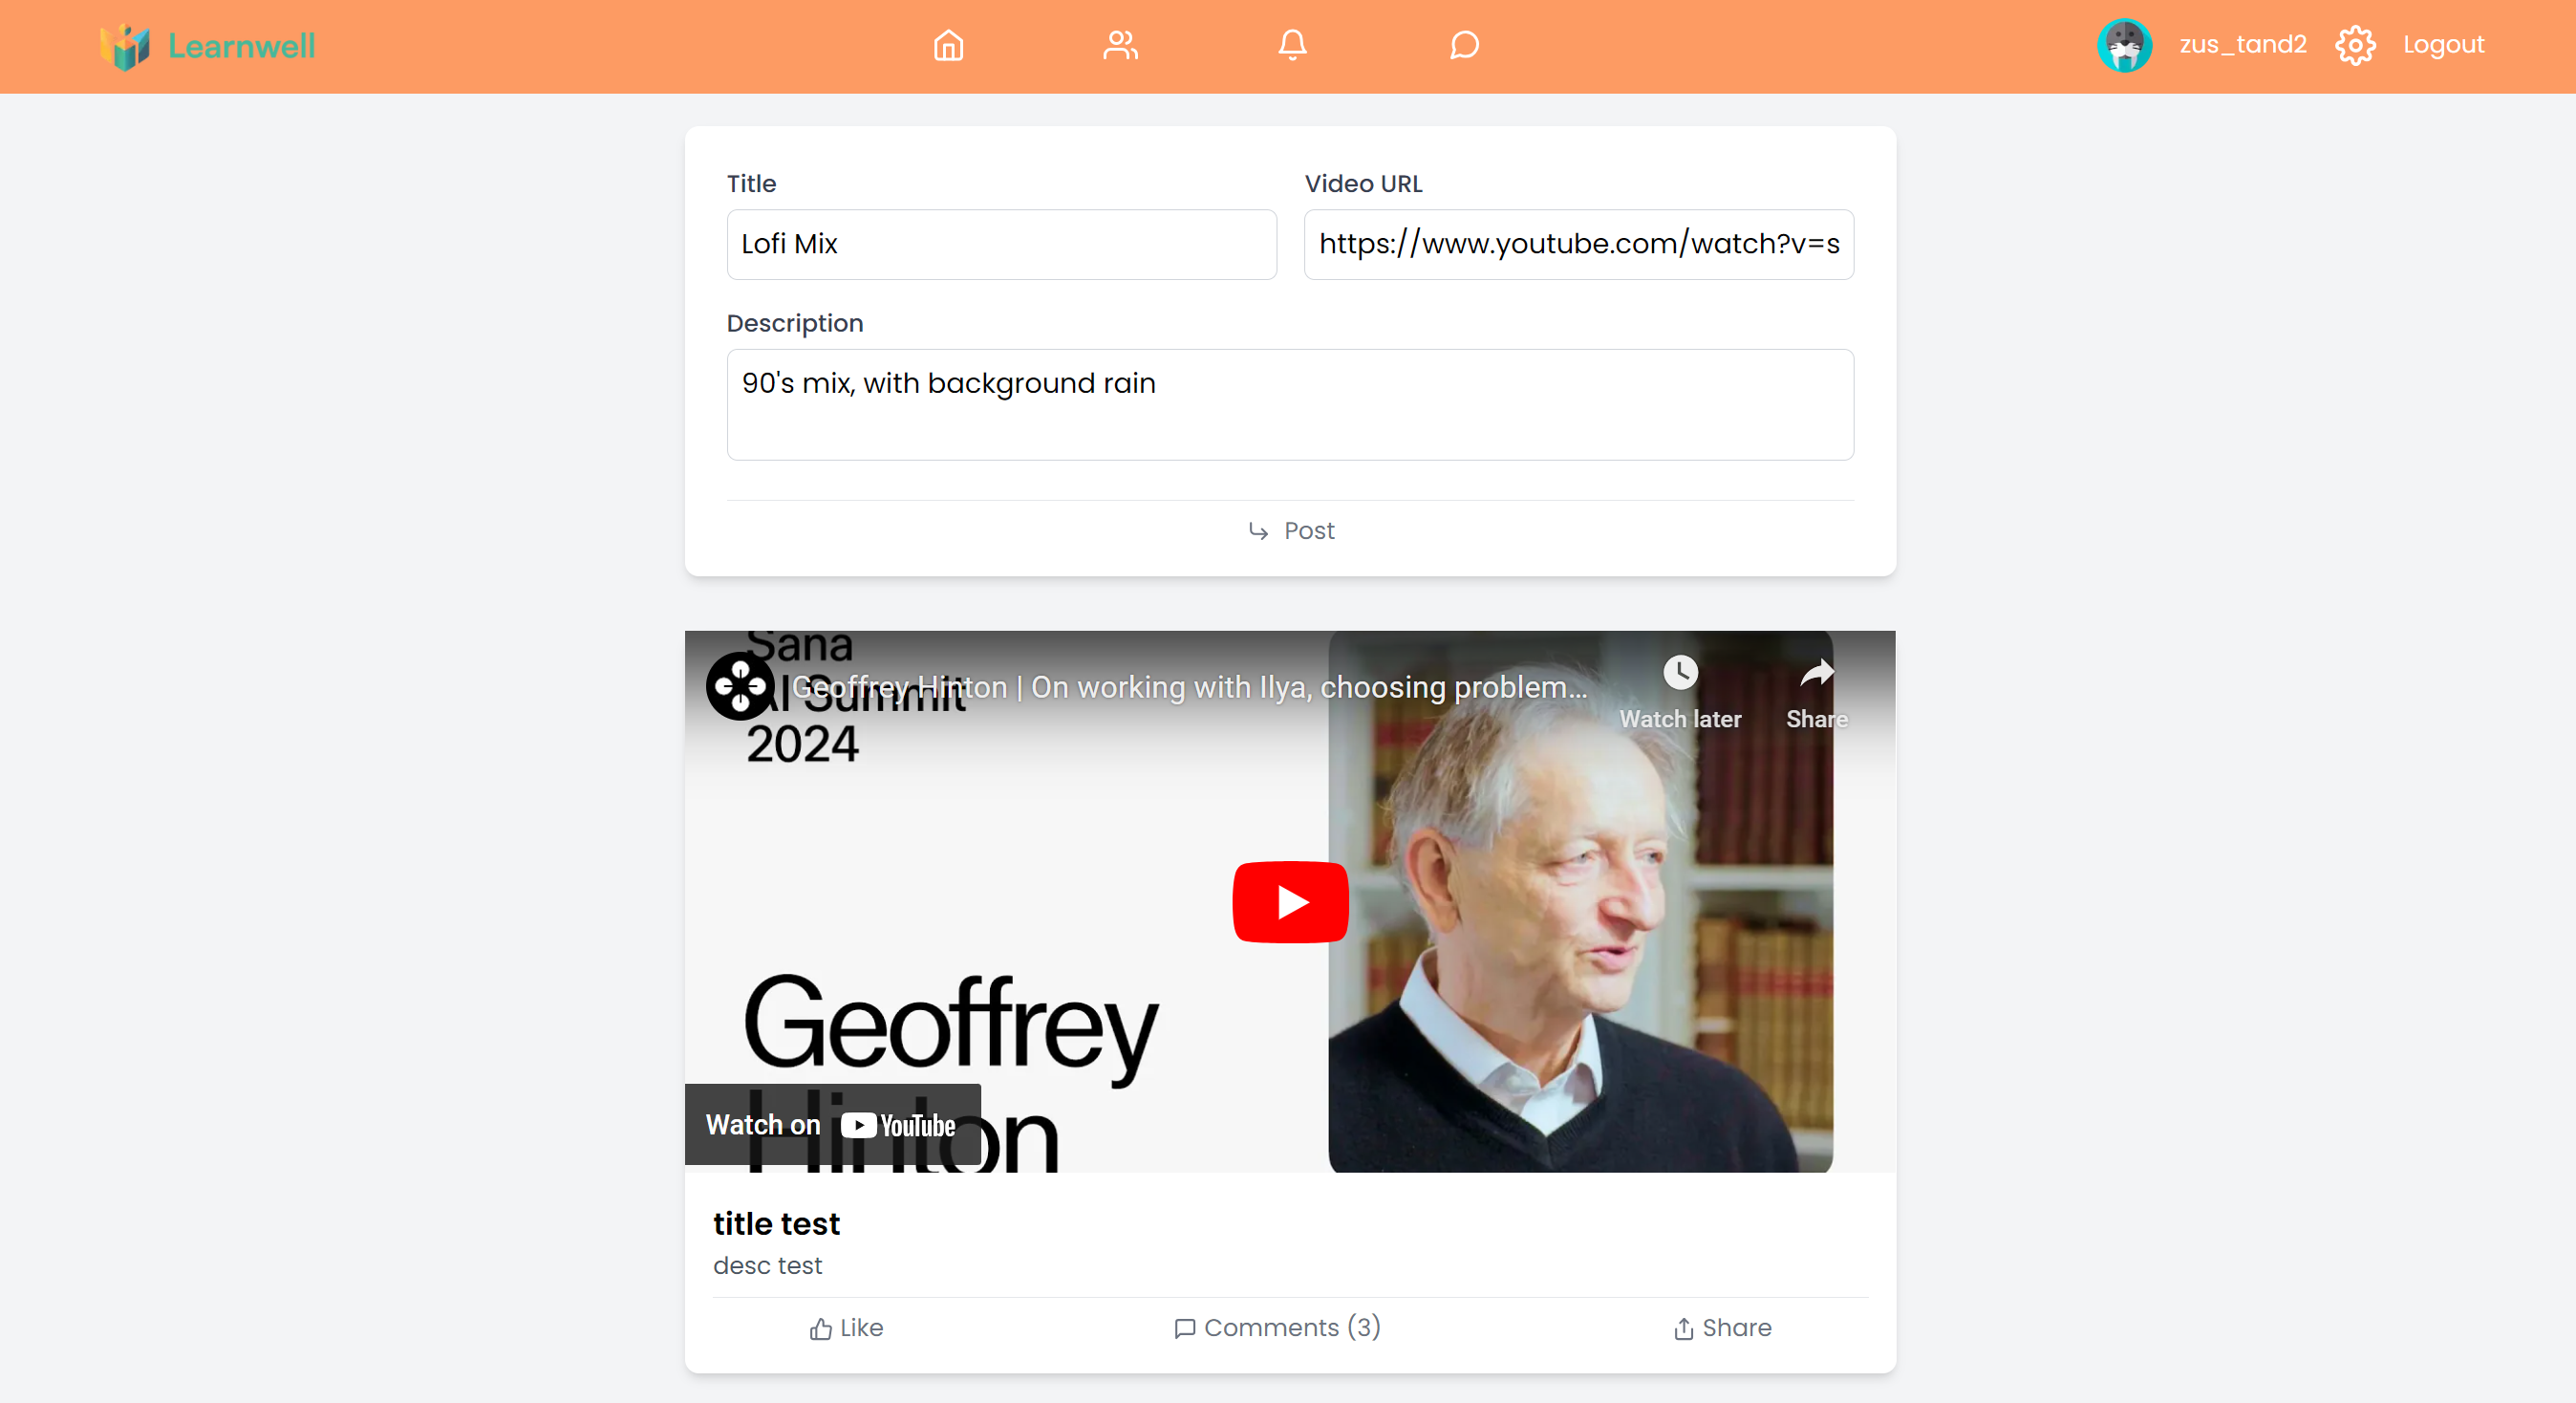 Learnwell
zus_tand2
Logout
Title
Video URL
Lofi Mix
https://www.youtube.com/watch?v=s
Description
90's mix, with background rain
Post
Sana
AI Summit
2024
Geoffrey Hinton | On working with Ilya, choosing problem...
Watch later
Share
Geoffrey
Hinton
Watch on YouTube
title test
desc test
Like
Comments (3)
Share